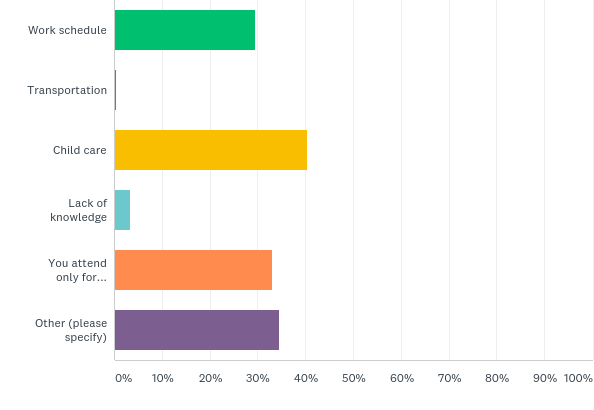 Work schedule
Transportation
Child care
Lack of
knowledge
You attend
only for...
Other (please
specify)
0% 10% 20% 30% 40% 50% 60% 70% 80% 90% 100%